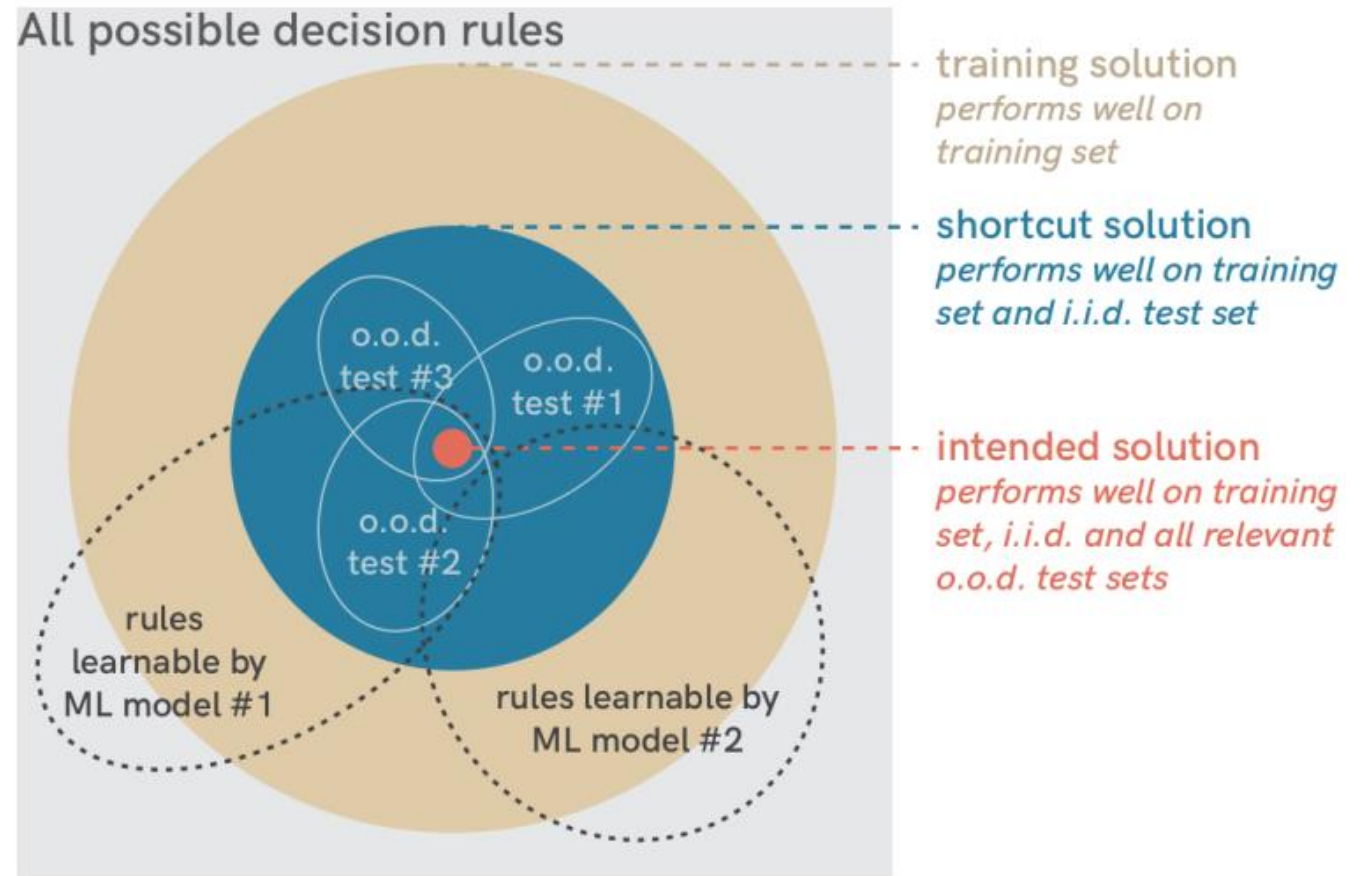 All possible decision rules
training solution
performs well on
training set
shortcut solution
performs well on training
set and i.i.d. test set
intended solution
performs well on training
set, i.i.d. and all relevant
o.o.d. test sets
o.o.d.
test #3
o.o.d.
test #1
o.o.d.
test #2
rules
learnable by
ML model #1
rules learnable by
ML model #2